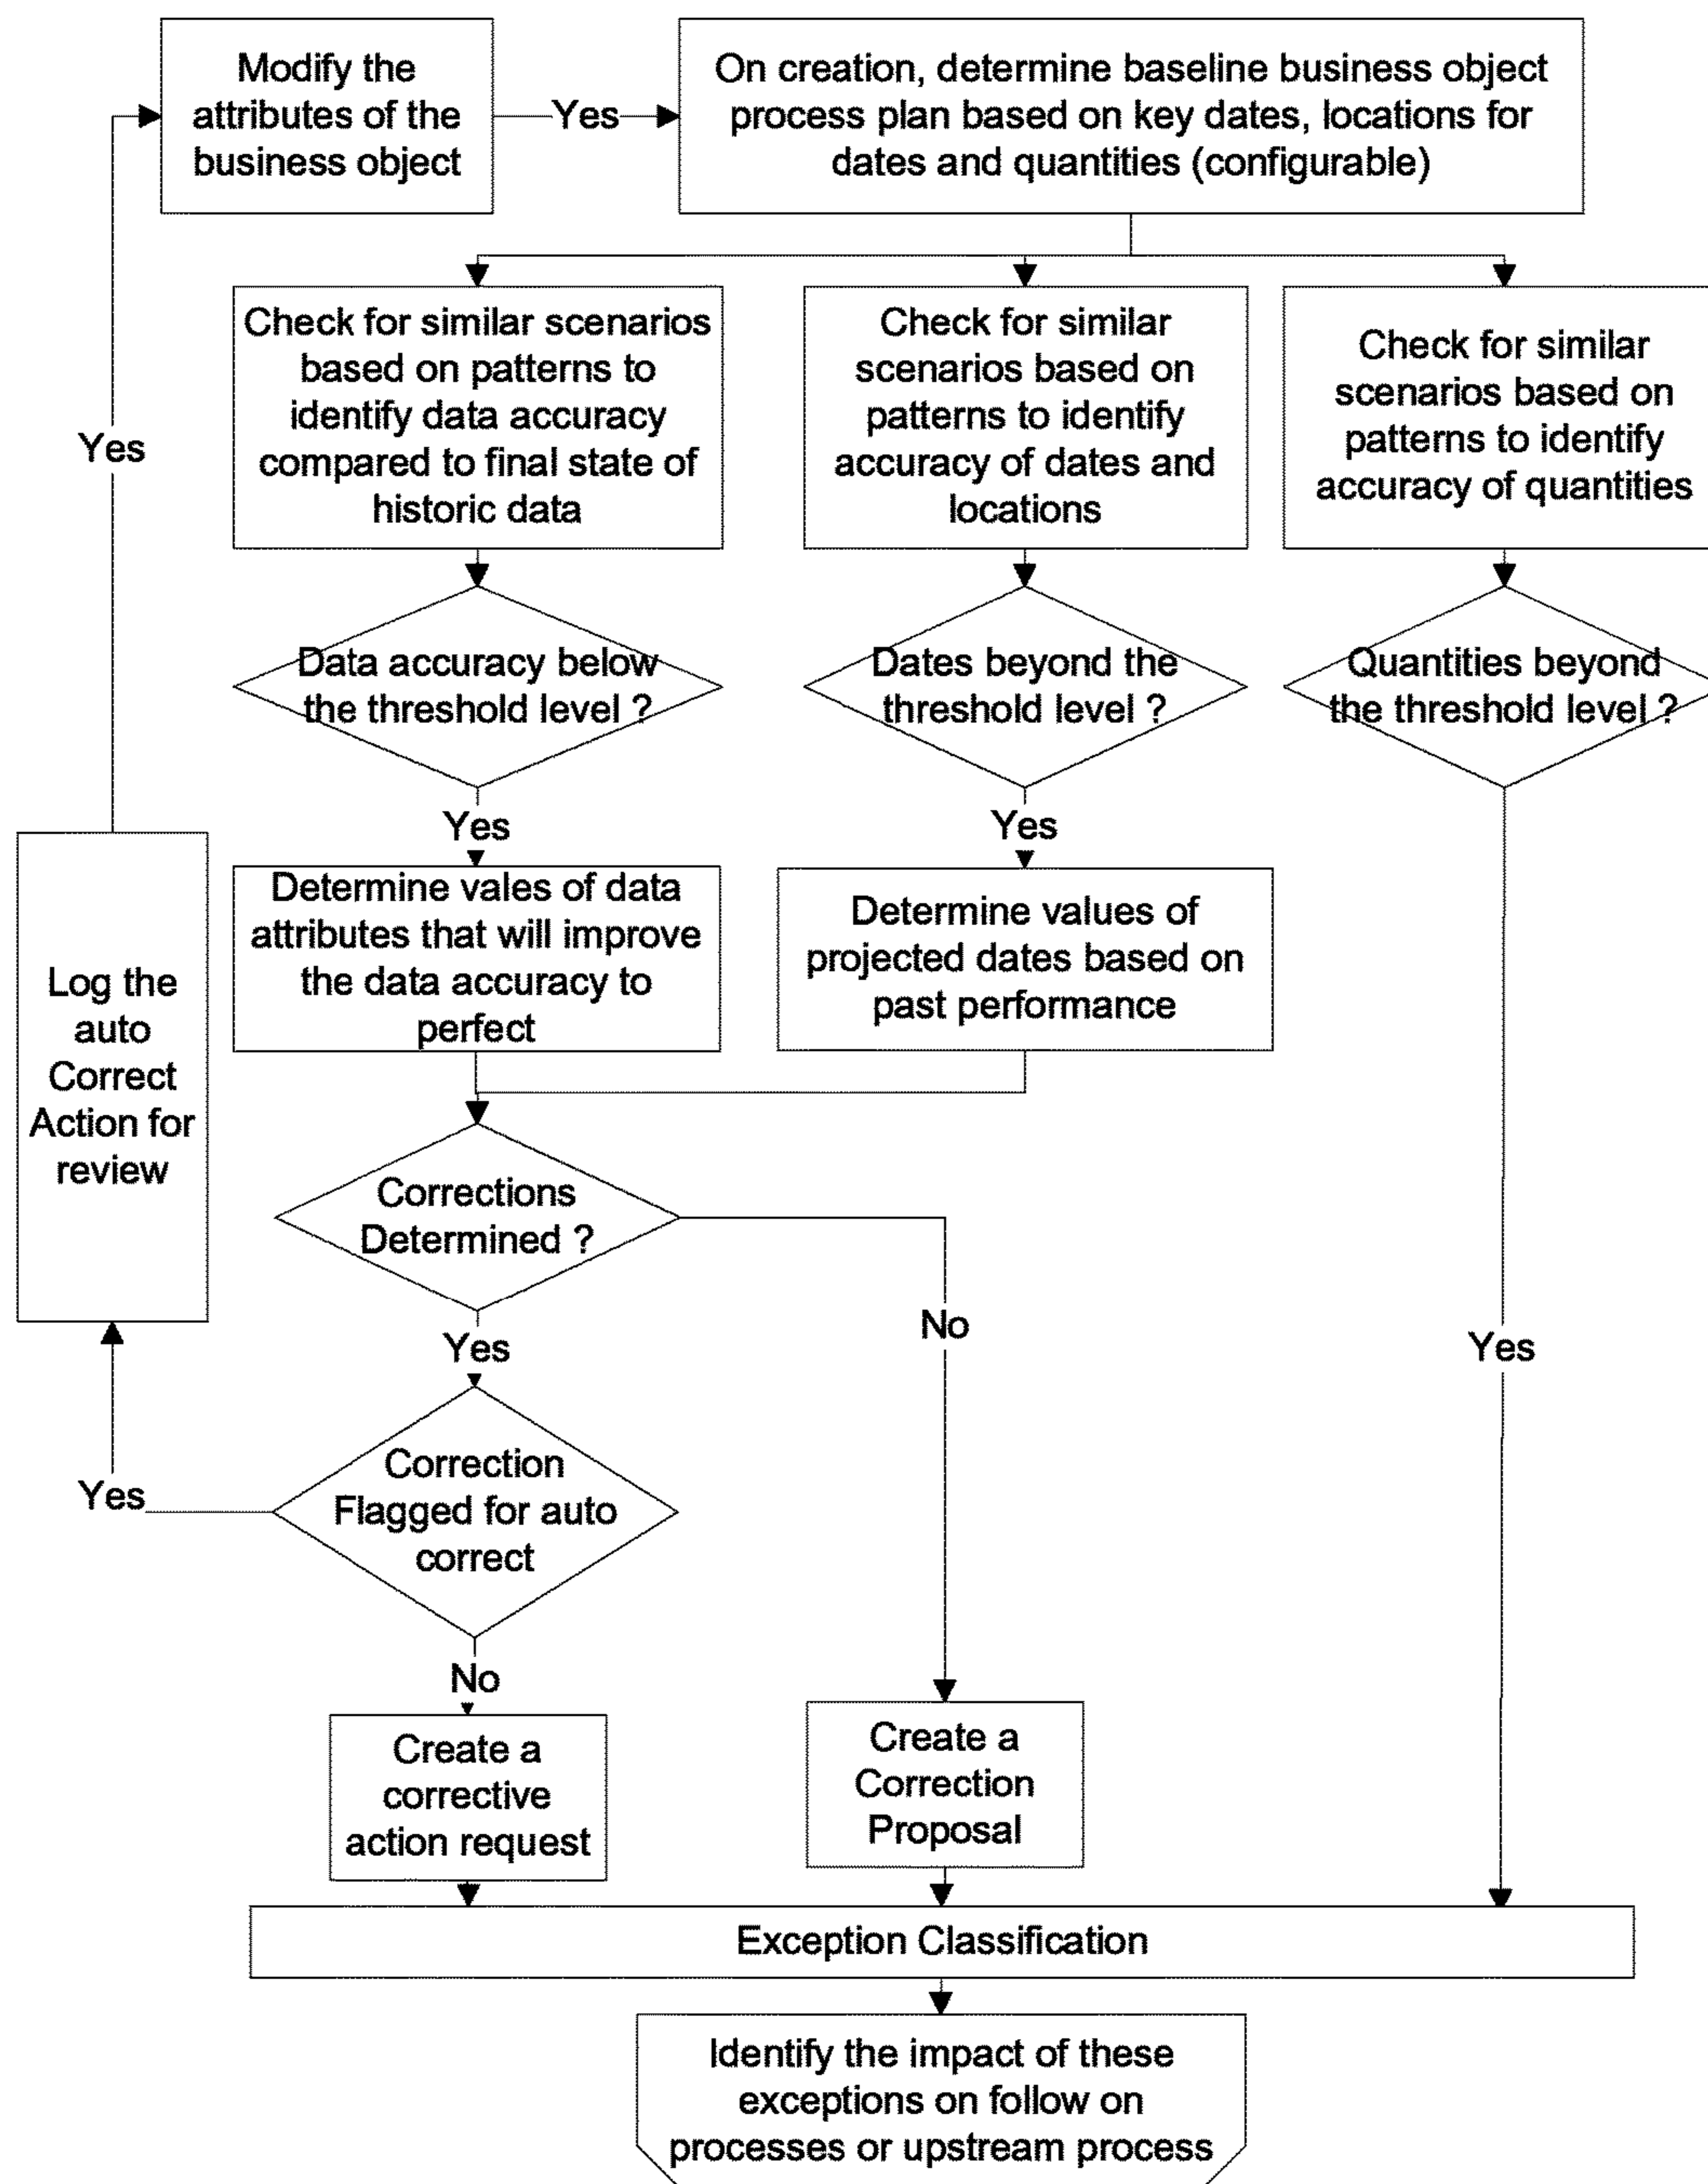 Modify the
attributes of the
business object
Yes
On creation, determine baseline business object
process plan based on key dates, locations for
dates and quantities (configurable)
Check for similar scenarios
based on patterns to
identify data accuracy
compared to final state of
historic data
Check for similar
scenarios based on
patterns to identify
accuracy of dates and
locations
Check for similar
scenarios based on
patterns to identify
accuracy of quantities
Yes
Data accuracy below
the threshold level ?
Dates beyond the
threshold level ?
Quantities beyond
the threshold level ?
Yes
Yes
Log the
auto
Correct
Action for
review
Determine vales of data
attributes that will improve
the data accuracy to
perfect
Determine values of
projected dates based on
past performance
Corrections
Determined ?
No
Yes
Yes
Correction
Flagged for auto
correct
Yes
No
Create a
corrective
action request
Create a
Correction
Proposal
Exception Classification
Identify the impact of these
exceptions on follow on
processes or upstream process